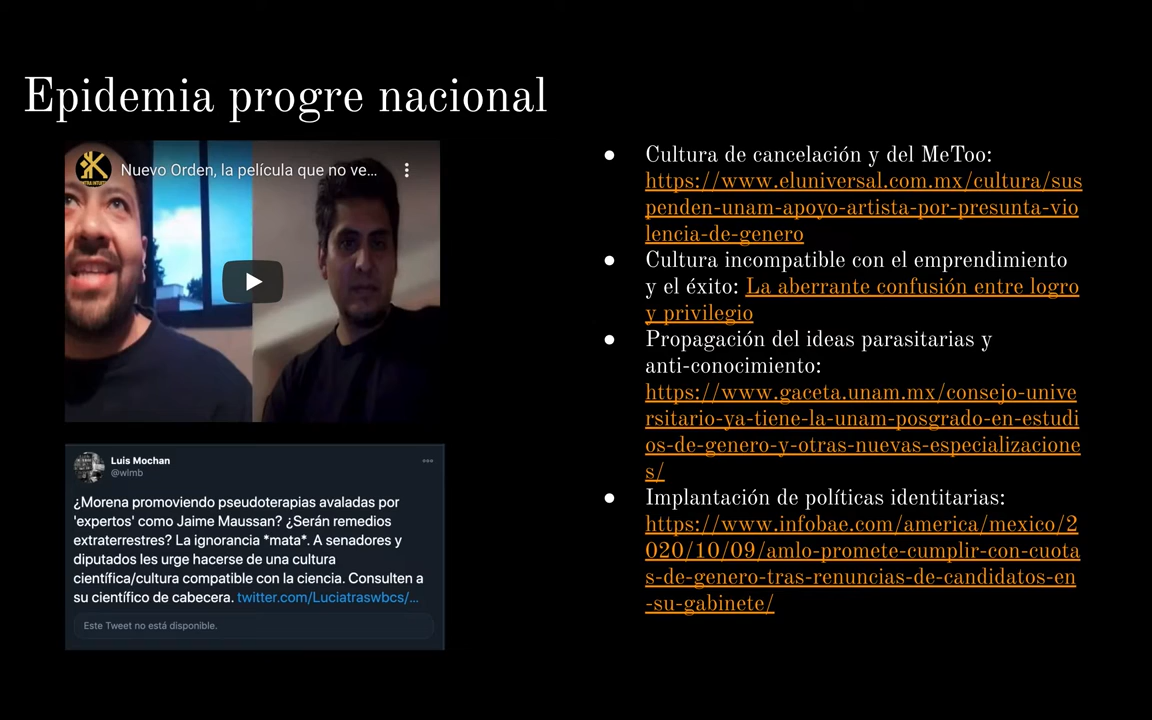 Epidemia progre nacional
Nuevo Orden, la película que no ve...
Luis Mochan
@wlmb
¿Morena promoviendo pseudoterapias avaladas por
'expertos' como Jaime Maussan? ¿Serán remedios
extraterrestres? La ignorancia *mata*. A senadores y
diputados les urge hacerse de una cultura
científica/cultura compatible con la ciencia. Consulten a
su científico de cabecera. twitter.com/Luciatraswbcs/...
Este Tweet no está disponible.
● Cultura de cancelación y del MeToo:
https://www.eluniversal.com.mx/cultura/sus
penden-unam-apoyo-artista-por-presunta-vio
lencia-de-genero
● Cultura incompatible con el emprendimiento
y el éxito: La aberrante confusión entre logro
y privilegio
● Propagación del ideas parasitarias y
anti-conocimiento:
https://www.gaceta.unam.mx/consejo-unive
rsitario-ya-tiene-la-unam-posgrado-en-estudi
os-de-genero-y-otras-nuevas-especializacione
s/
● Implantación de políticas identitarias:
https://www.infobae.com/america/mexico/2
020/10/09/amlo-promete-cumplir-con-cuota
s-de-genero-tras-renuncias-de-candidatos-en
-su-gabinete/